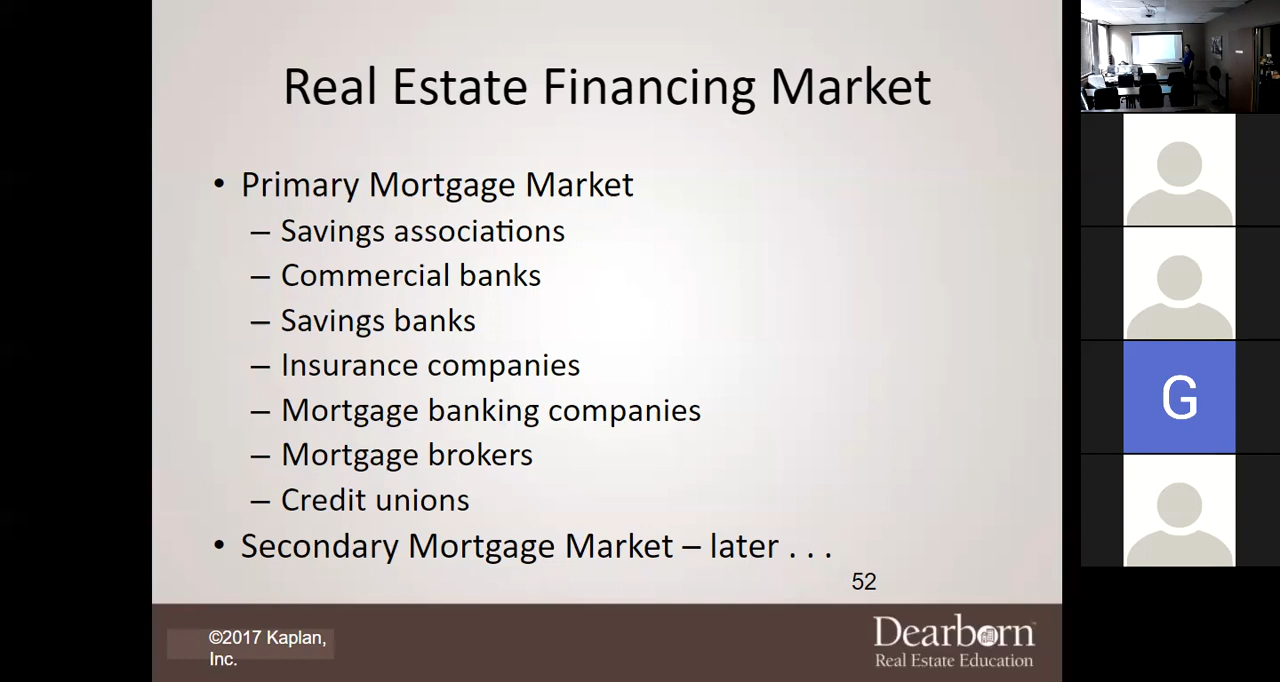 Real Estate Financing Market
• Primary Mortgage Market
– Savings associations
– Commercial banks
– Savings banks
– Insurance companies
– Mortgage banking companies
– Mortgage brokers
– Credit unions
• Secondary Mortgage Market – later . . .
52
©2017 Kaplan,
Inc.
Dearborn™
Real Estate Education
G